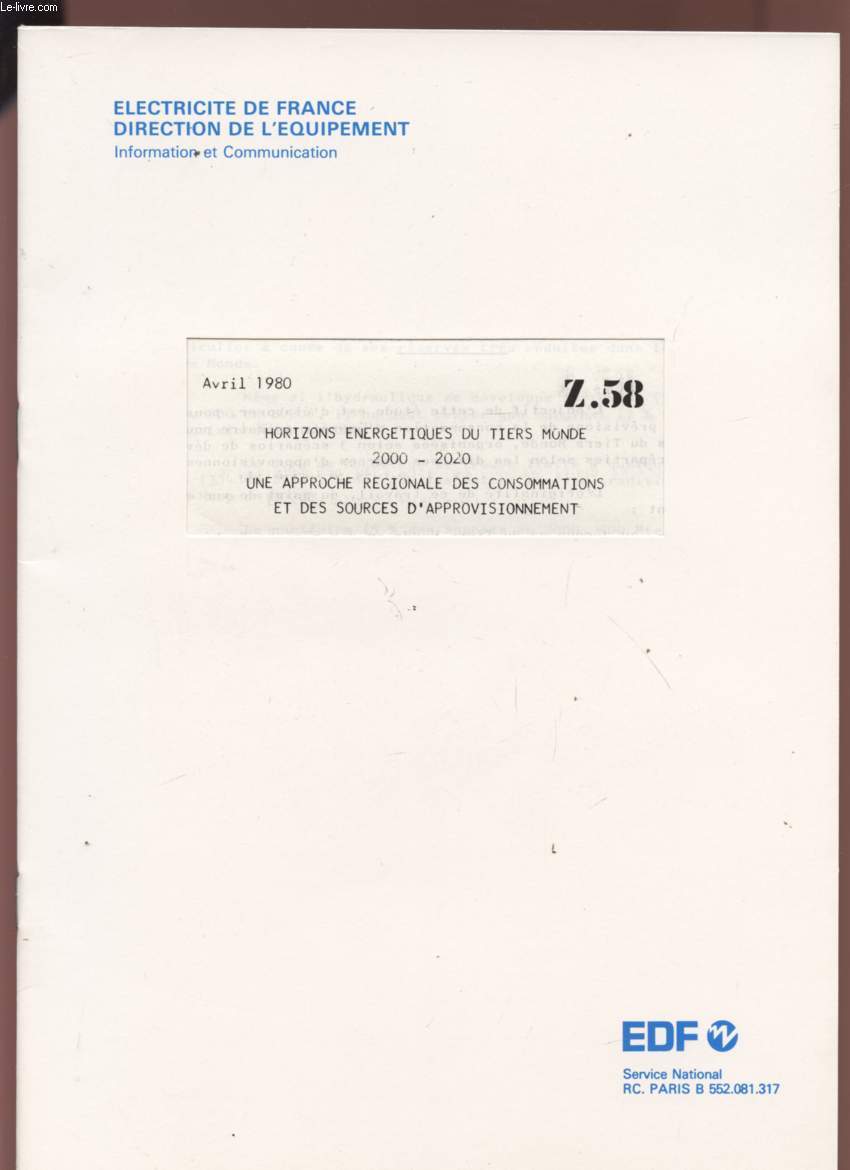 Le-livre.com
ELECTRICITE DE FRANCE
DIRECTION DE L'EQUIPEMENT
Information et Communication
Avril 1980
Z.58
HORIZONS ENERGETIQUES DU TIERS MONDE
2000 - 2020
UNE APPROCHE REGIONALE DES CONSOMMATIONS
ET DES SOURCES D'APPROVISIONNEMENT
EDF
Service National
RC. PARIS B 552.081.317